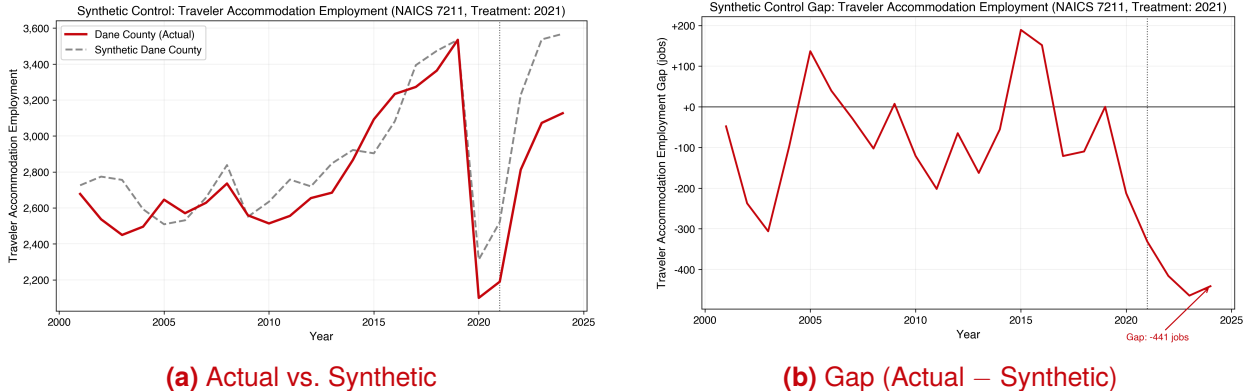 Synthetic Control: Traveler Accommodation Employment (NAICS 7211, Treatment: 2021)
Dane County (Actual)
Synthetic Dane County
Traveler Accommodation Employment
3,600
3,400
3,200
3,000
2,800
2,600
2,400
2,200
2000
2005
2010
2015
2020
2025
Year
(a) Actual vs. Synthetic
Synthetic Control Gap: Traveler Accommodation Employment (NAICS 7211, Treatment: 2021)
Traveler Accommodation Employment Gap (jobs)
+200
+100
+0
-100
-200
-300
-400
2000
2005
2010
2015
2020
2025
Year
Gap: -441 jobs
(b) Gap (Actual − Synthetic)